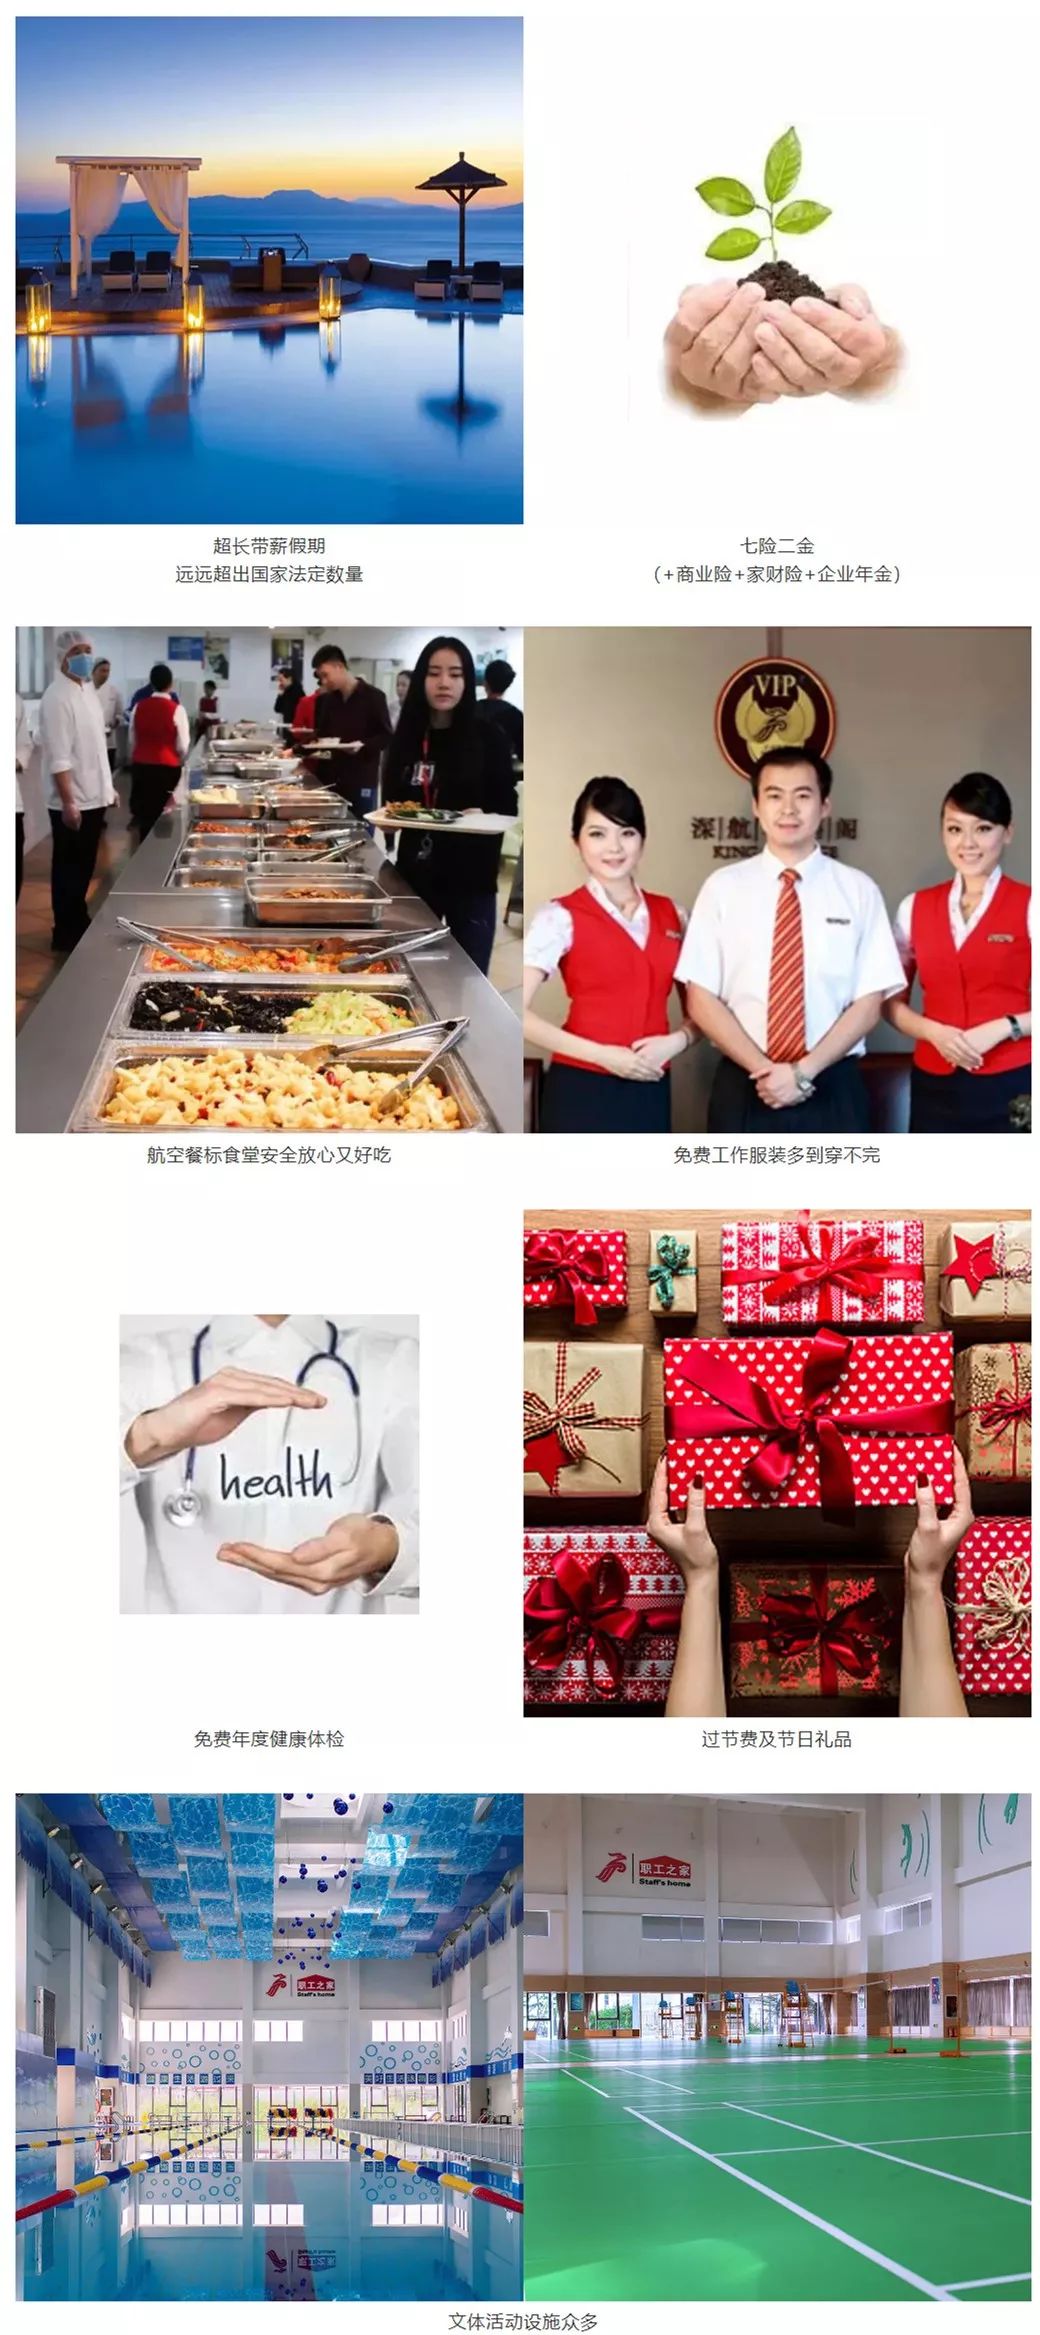 超长带薪假期
远远超出国家法定数量
七险二金
（+商业险+家财险+企业年金）
VIP
深航
阁
KING
航空餐标食堂安全放心又好吃
免费工作服装多到穿不完
health
免费年度健康体检
过节费及节日礼品
职工之家
Staff's home
职工之家
Staff's home
文体活动设施众多